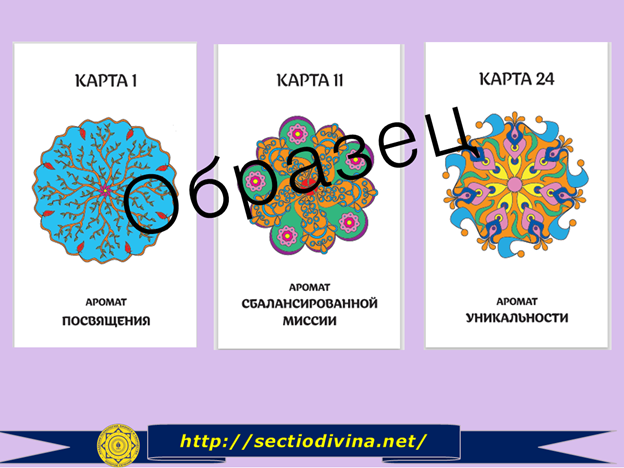 КАРТА 1
АРОМАТ
ПОСВЯЩЕНИЯ
КАРТА 11
АРОМАТ
СБАЛАНСИРОВАННОЙ
МИССИИ
КАРТА 24
АРОМАТ
УНИКАЛЬНОСТИ
Образец
http://sectiodivina.net/